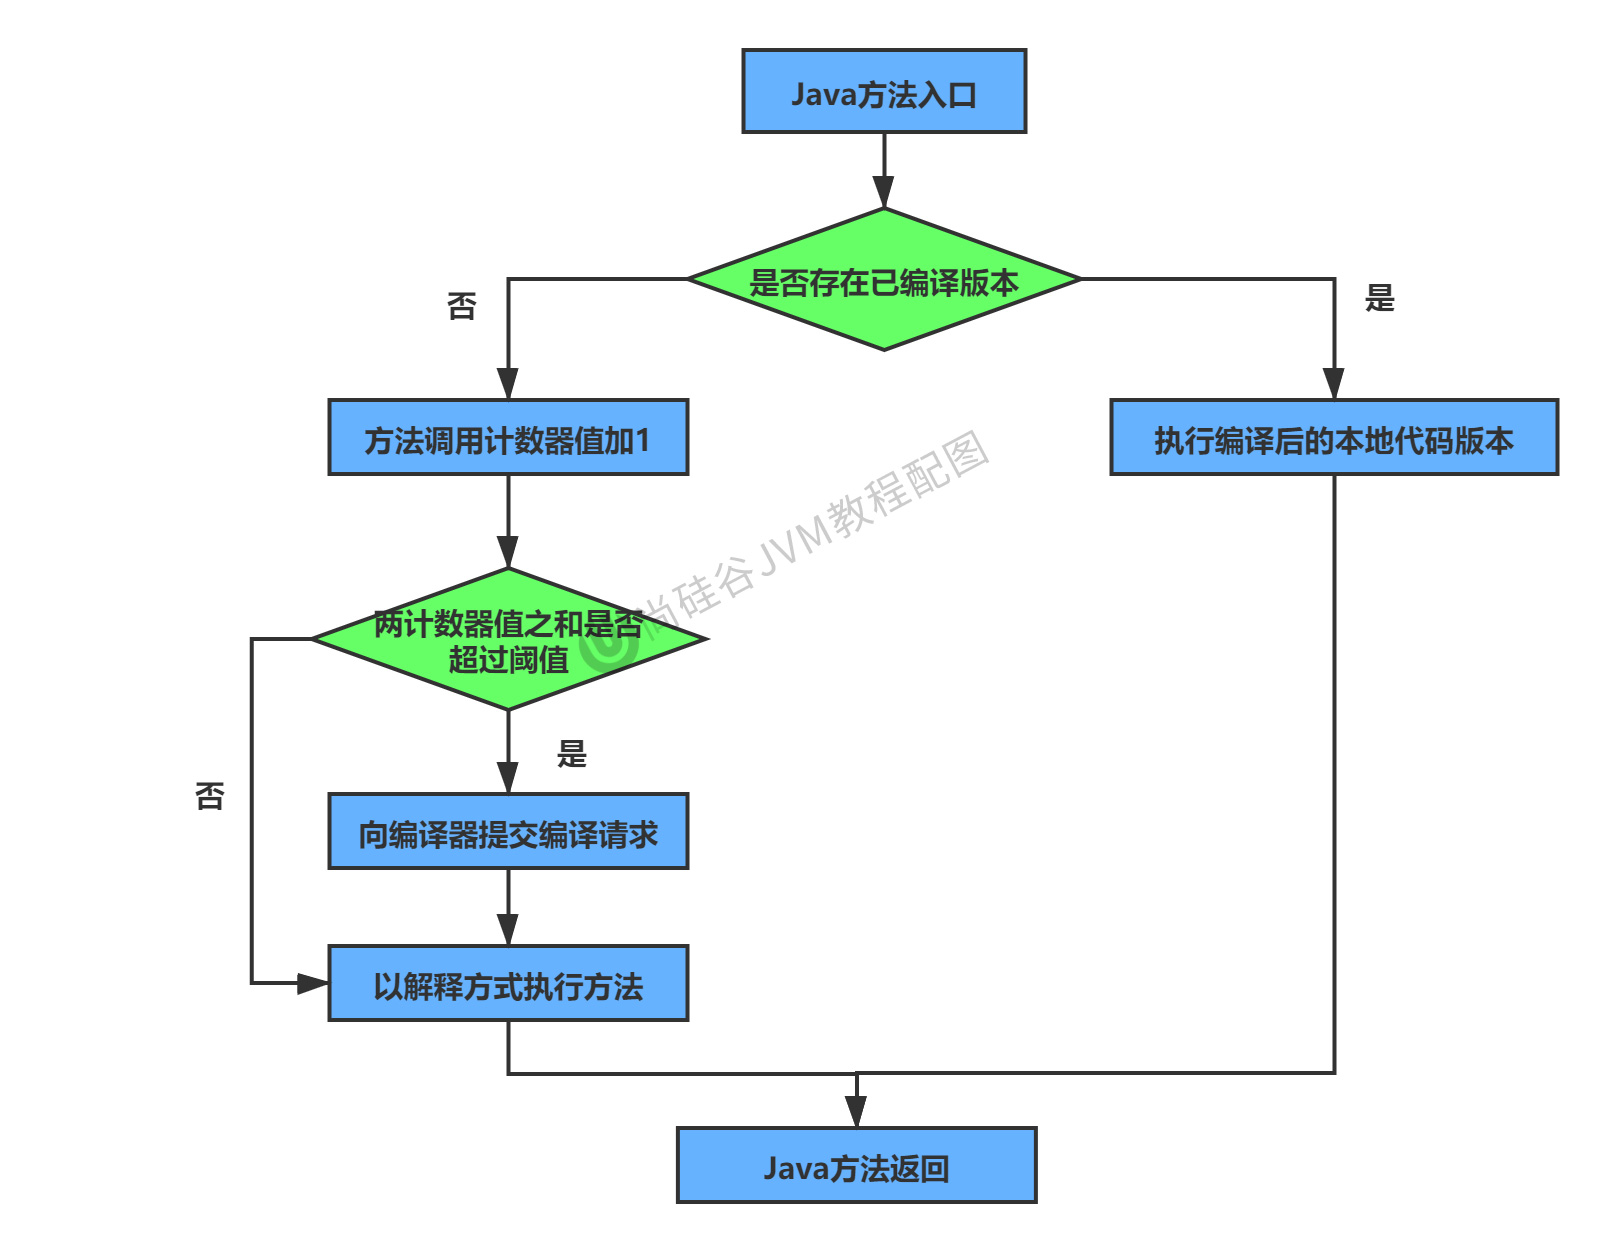 Java方法入口
是否存在已编译版本
否
是
方法调用计数器值加1
执行编译后的本地代码版本
尚硅谷JVM教程配图
两计数器值之和是否
超过阈值
是
否
向编译器提交编译请求
以解释方式执行方法
Java方法返回